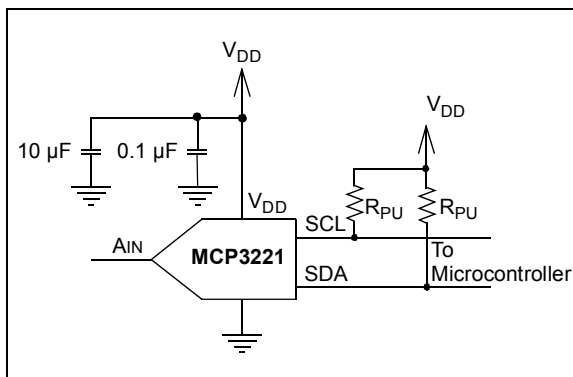 VDD
VDD
10 µF
0.1 µF
VDD
RPU
RPU
SCL
AIN
MCP3221
To
SDA
Microcontroller